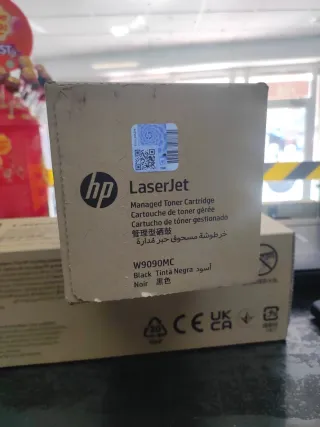 hp
LaserJet
Managed Toner Cartridge
Cartouche de toner gérée
Cartucho de tóner gestionado
管理型硒鼓
خرطوشة مسحوق حبر مُدارة
W9090MC
Black Tinta Negra أسود
Noir 黑色
CE UK
CA